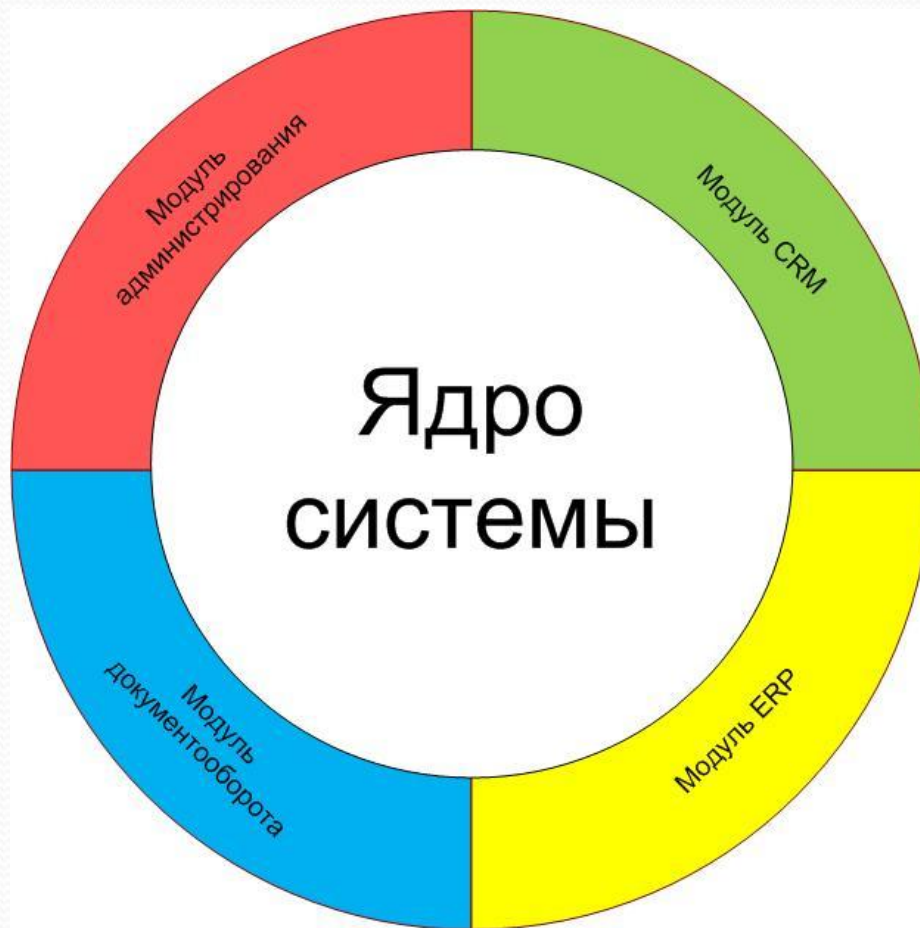 Модуль
администрирования
Модуль CRM
Ядро
системы
Модуль
документооборота
Модуль ERP